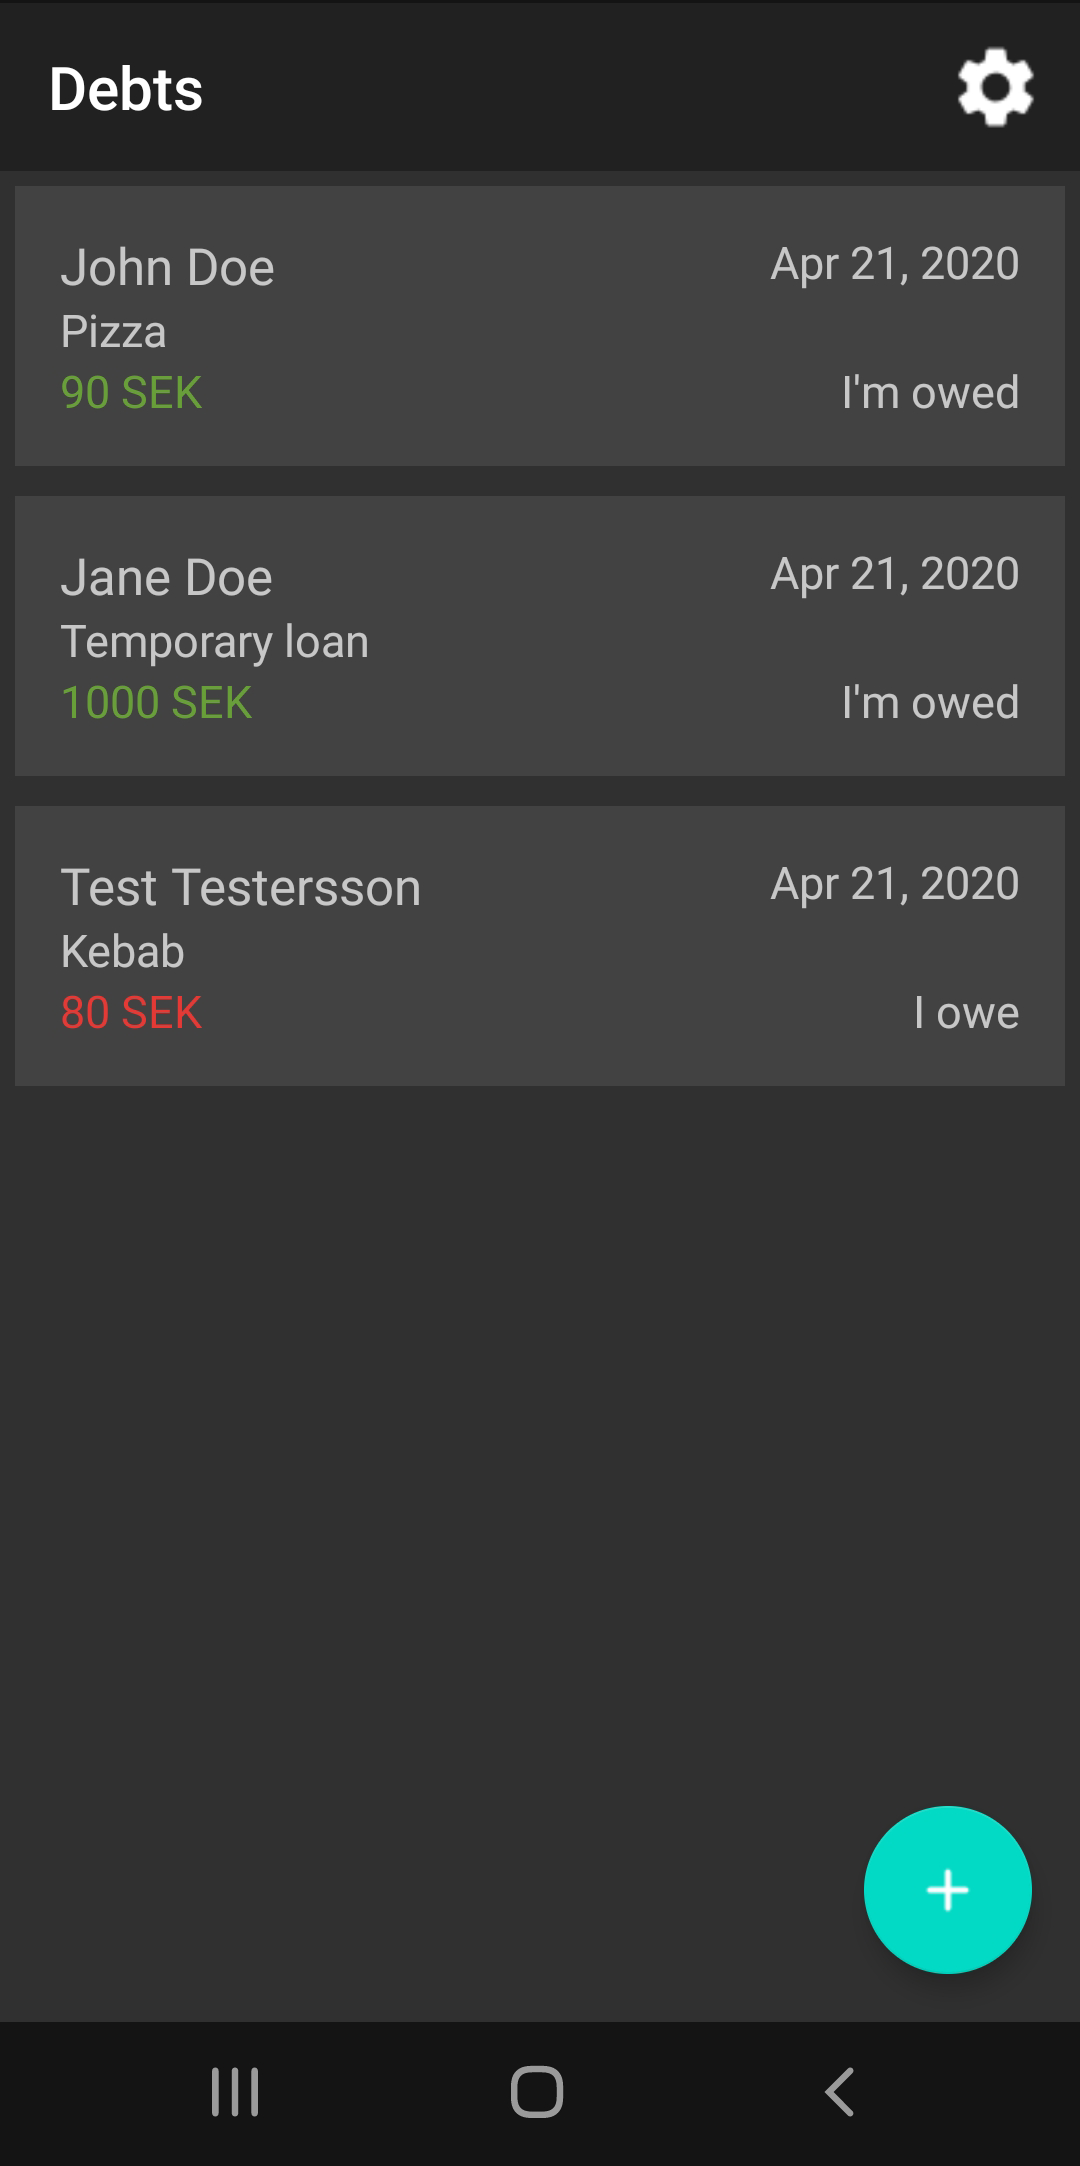 Debts
John Doe
Apr 21, 2020
Pizza
90 SEK
I'm owed
Jane Doe
Apr 21, 2020
Temporary loan
1000 SEK
I'm owed
Test Testersson
Apr 21, 2020
Kebab
80 SEK
I owe